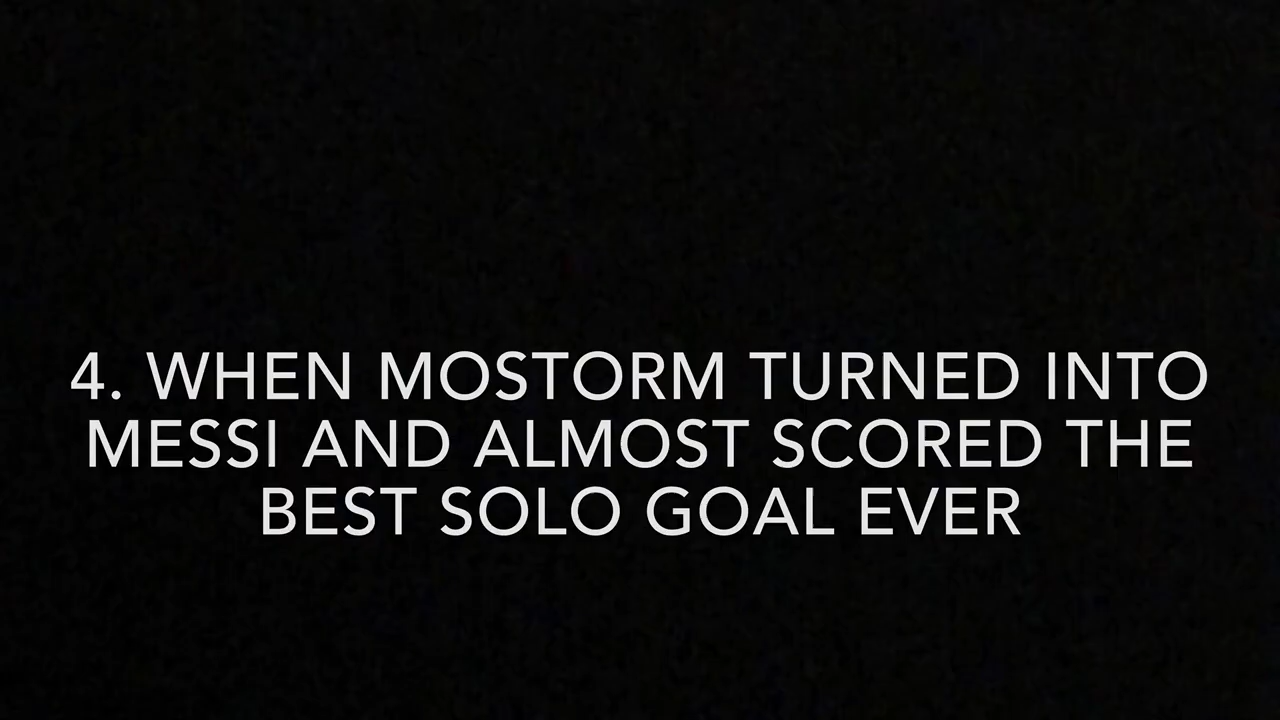 4. WHEN MOSTORM TURNED INTO
MESSI AND ALMOST SCORED THE
BEST SOLO GOAL EVER